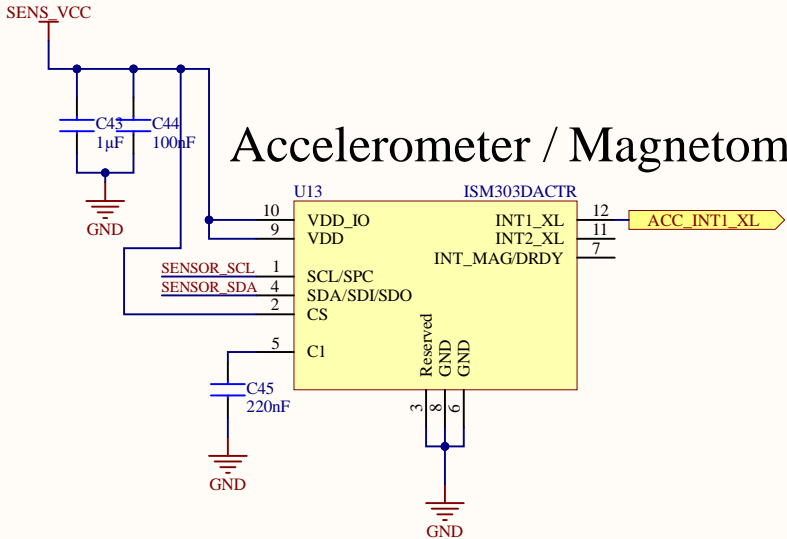 SENS_VCC
C43
1µF
C44
100nF
GND
Accelerometer / Magnetom
U13
ISM303DACTR
10
VDD_IO
9
VDD
SENSOR_SCL
1
SCL/SPC
SENSOR_SDA
4
SDA/SDI/SDO
2
CS
5
C1
INT1_XL
12
ACC_INT1_XL
INT2_XL
11
INT_MAG/DRDY
7
Reserved
GND
GND
3
8
6
C45
220nF
GND
GND